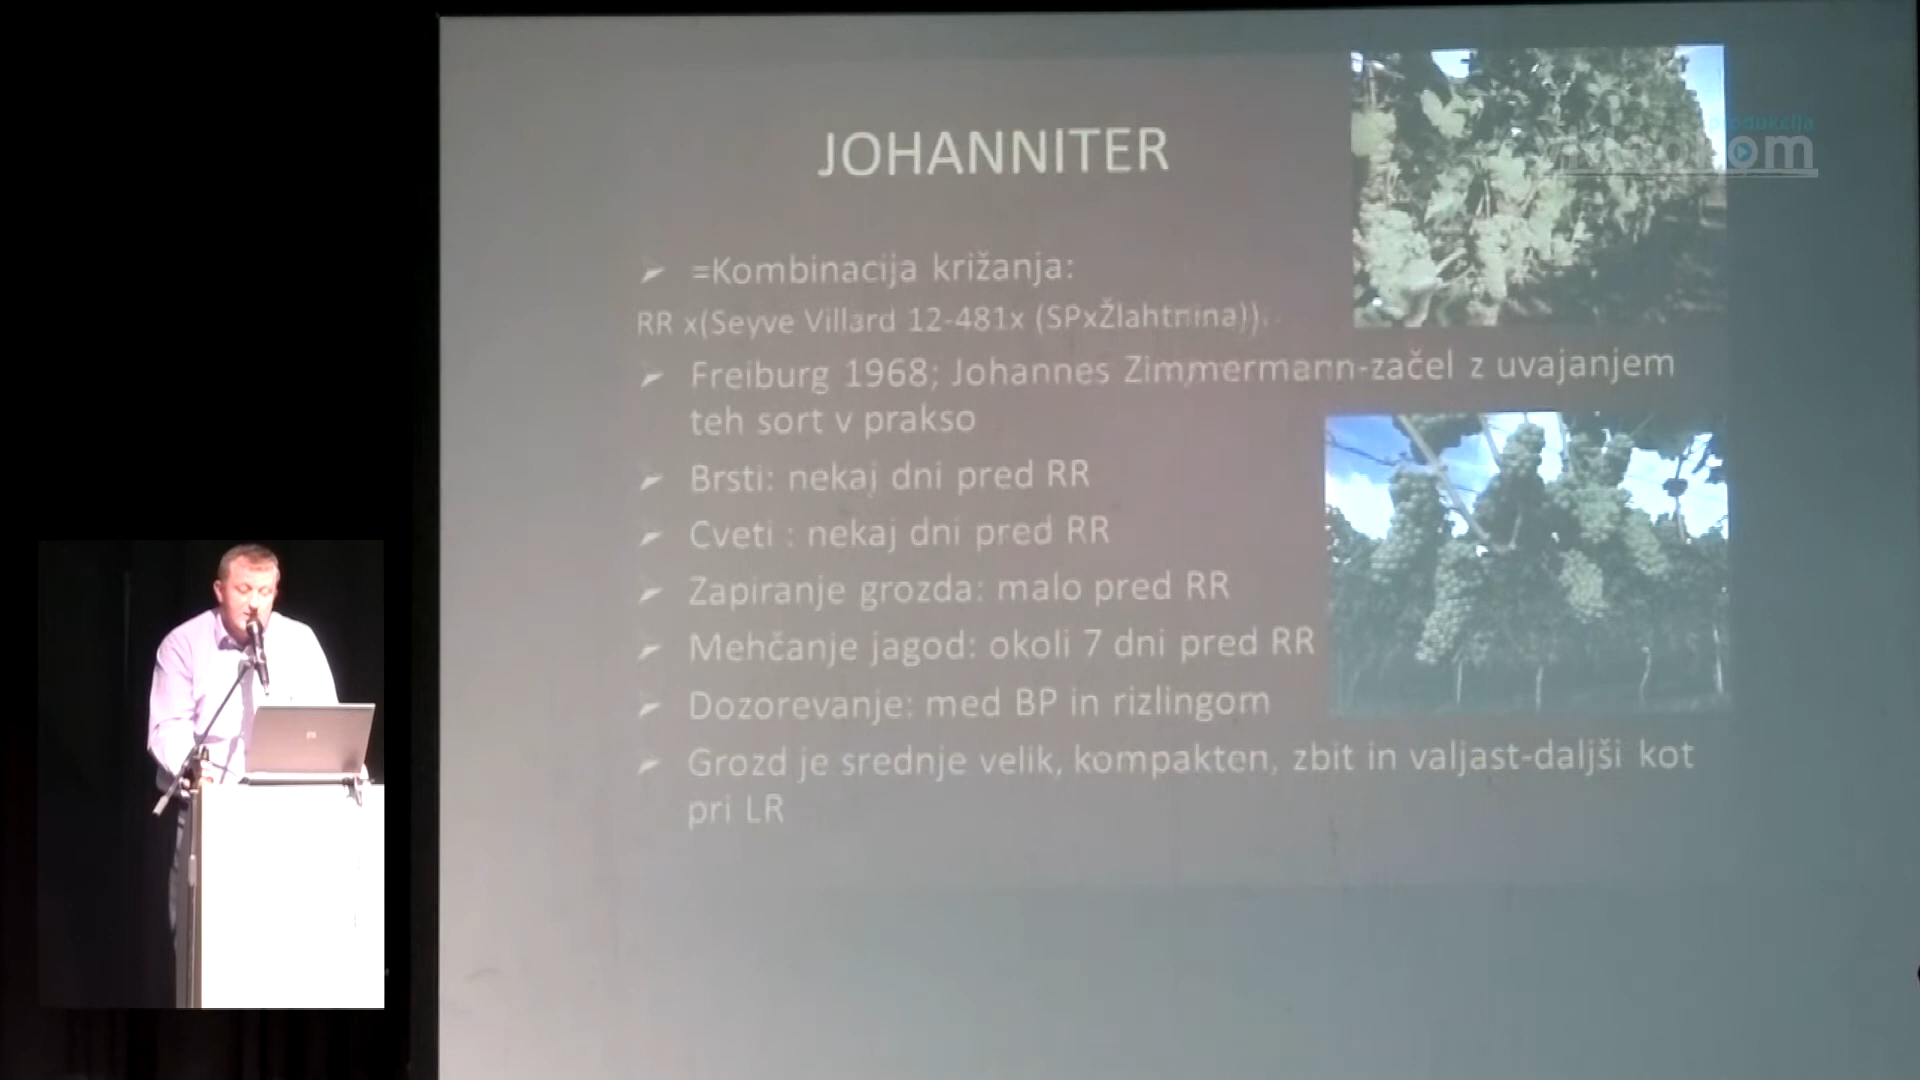 JOHANNITER
=Kombinacija križanja:
RR x(Seyve Villard 12-481x (SPxŽlahtnina)).
Freiburg 1968; Johannes Zimmermann-začel z uvajanjem
teh sort v prakso
Brsti: nekaj dni pred RR
Cveti : nekaj dni pred RR
Zapiranje grozda: malo pred RR
Mehčanje jagod: okoli 7 dni pred RR
Dozorevanje: med BP in rizlingom
Grozd je srednje velik, kompakten, zbit in valjast-daljši kot
pri LR
produkcija